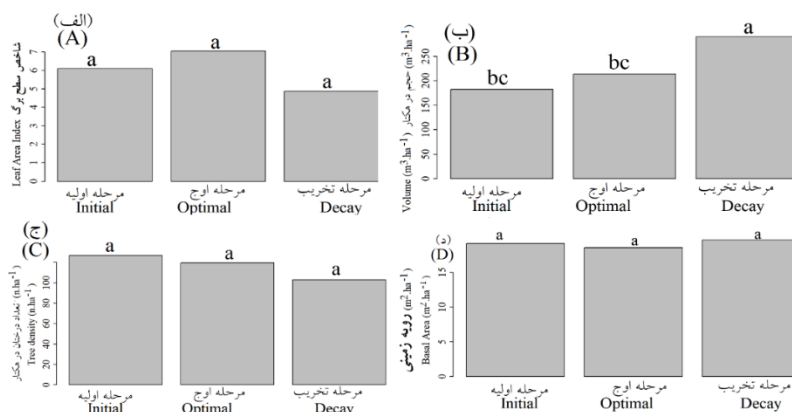 (الف)
(A)
شاخص سطح برگ Leaf Area Index
0 1 2 3 4 5 6 7
a a a
مرحله اولیه مرحله اوج مرحله تخریب
Initial Optimal Decay
(ب)
(B)
Volume (m³.ha⁻¹) حجم در هکتار (m³.ha⁻¹)
0 50 100 150 200 250
bc bc a
مرحله اولیه مرحله اوج مرحله تخریب
Initial Optimal Decay
(ج)
(C)
تعداد درختان در هکتار (n.ha⁻¹)
Tree density (n.ha⁻¹)
0 20 40 60 80 100
a a a
مرحله اولیه مرحله اوج مرحله تخریب
Initial Optimal Decay
(د)
(D)
رویه زمینی (m².ha⁻¹)
Basal Area (m².ha⁻¹)
0 5 10 15
a a a
مرحله اولیه مرحله اوج مرحله تخریب
Initial Optimal Decay